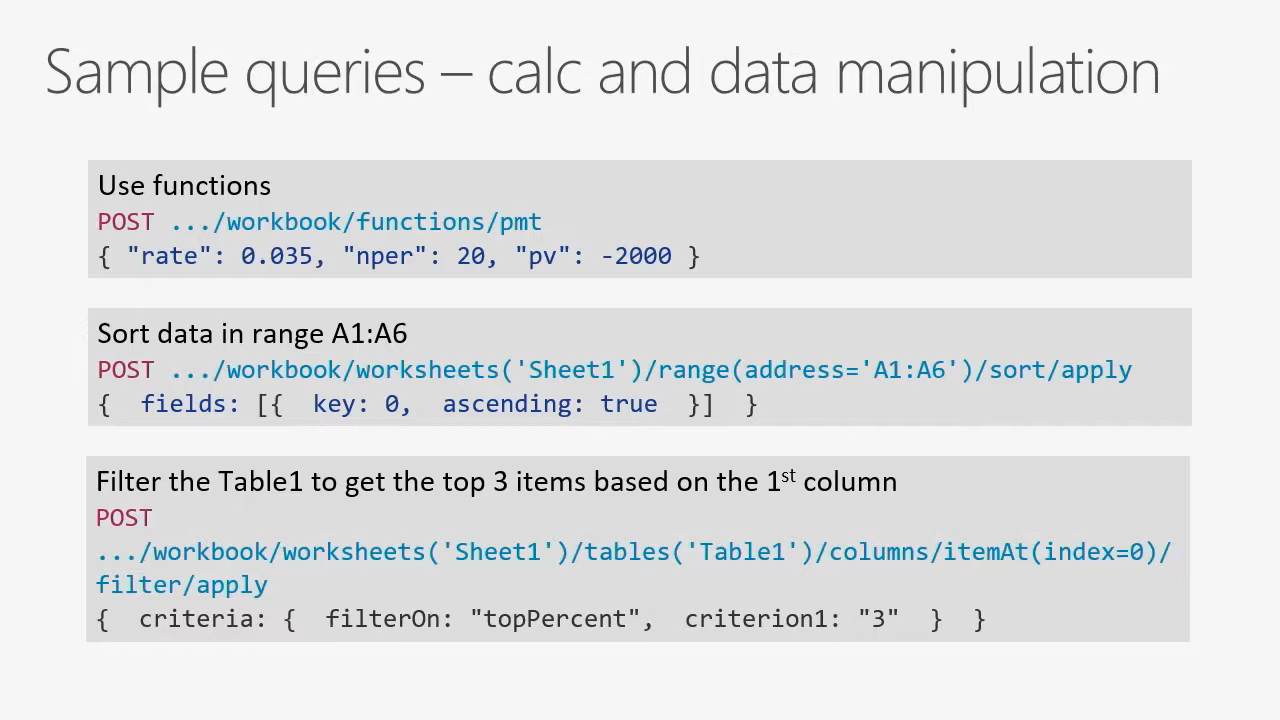 Sample queries – calc and data manipulation
Use functions
POST .../workbook/functions/pmt
{ "rate": 0.035, "nper": 20, "pv": -2000 }
Sort data in range A1:A6
POST .../workbook/worksheets('Sheet1')/range(address='A1:A6')/sort/apply
{  fields: [{  key: 0,  ascending: true  }]  }
Filter the Table1 to get the top 3 items based on the 1st column
POST
.../workbook/worksheets('Sheet1')/tables('Table1')/columns/itemAt(index=0)/
filter/apply
{  criteria: {  filterOn: "topPercent",  criterion1: "3"  }  }